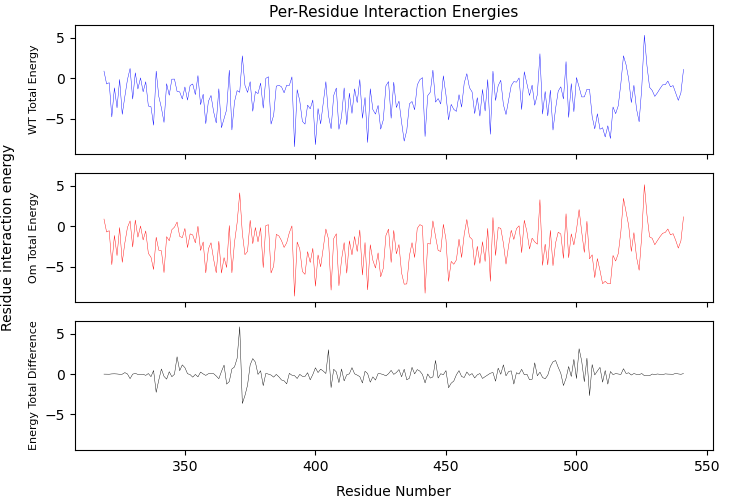 Per-Residue Interaction Energies
Residue interaction energy
WT Total Energy
5
0
−5
Om Total Energy
5
0
−5
Energy Total Difference
5
0
−5
350 400 450 500 550
Residue Number